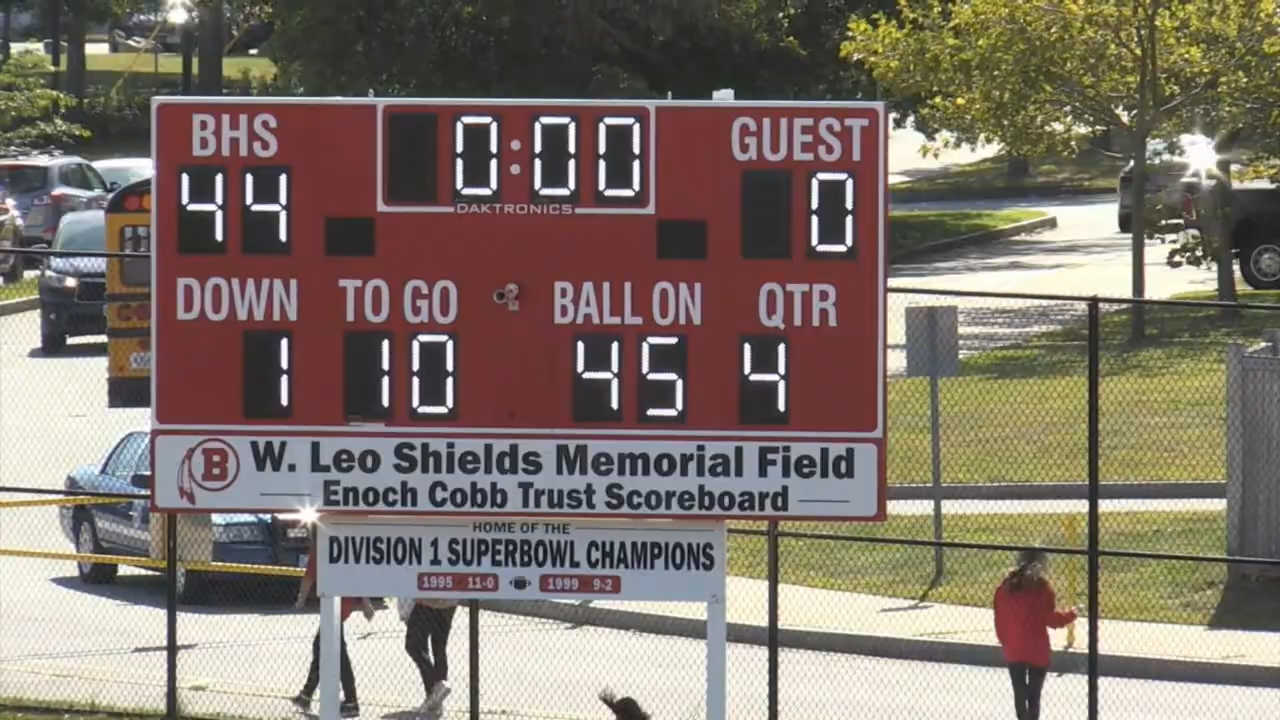 BHS 0:00 GUEST
44 DAKTRONICS 0
DOWN TO GO BALL ON QTR
1 10 45 4
B W. Leo Shields Memorial Field
Enoch Cobb Trust Scoreboard
HOME OF THE
DIVISION 1 SUPERBOWL CHAMPIONS
1995 11-0 1999 9-2